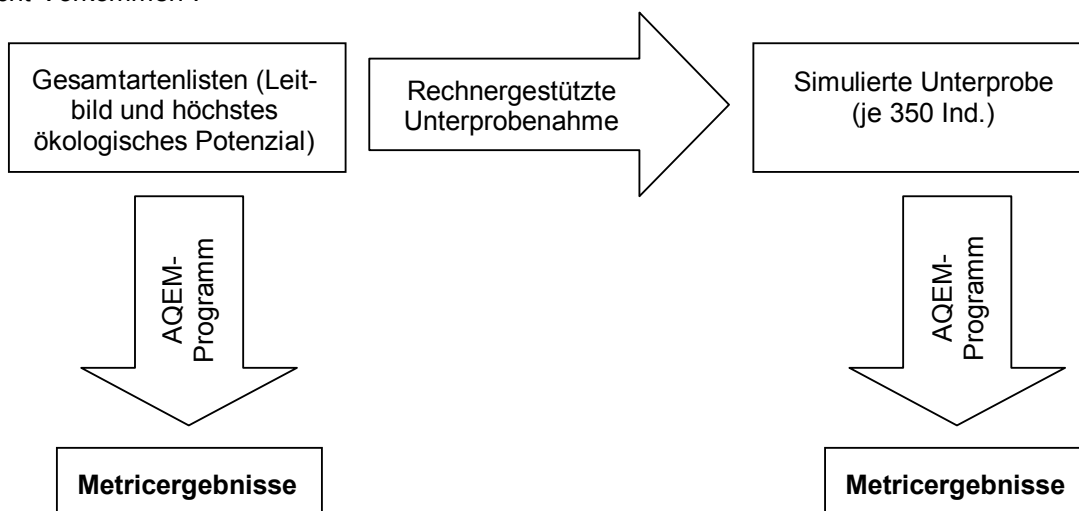 Vorkommen“.
Gesamtartenlisten (Leit-
bild und höchstes
ökologisches Potenzial)
Rechnergestützte
Unterprobenahme
Simulierte Unterprobe
(je 350 Ind.)
AQEM-
Programm
AQEM-
Programm
Metricergebnisse
Metricergebnisse